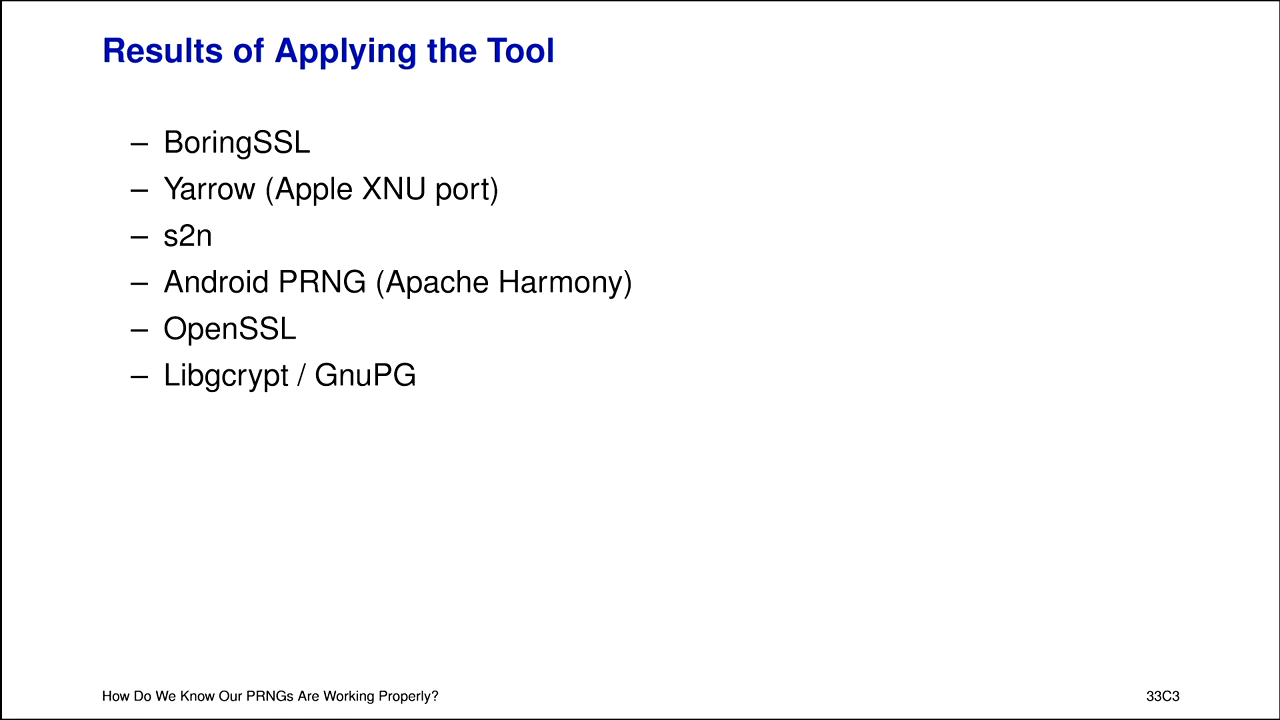 Results of Applying the Tool
– BoringSSL
– Yarrow (Apple XNU port)
– s2n
– Android PRNG (Apache Harmony)
– OpenSSL
– Libgcrypt / GnuPG
How Do We Know Our PRNGs Are Working Properly?
33C3